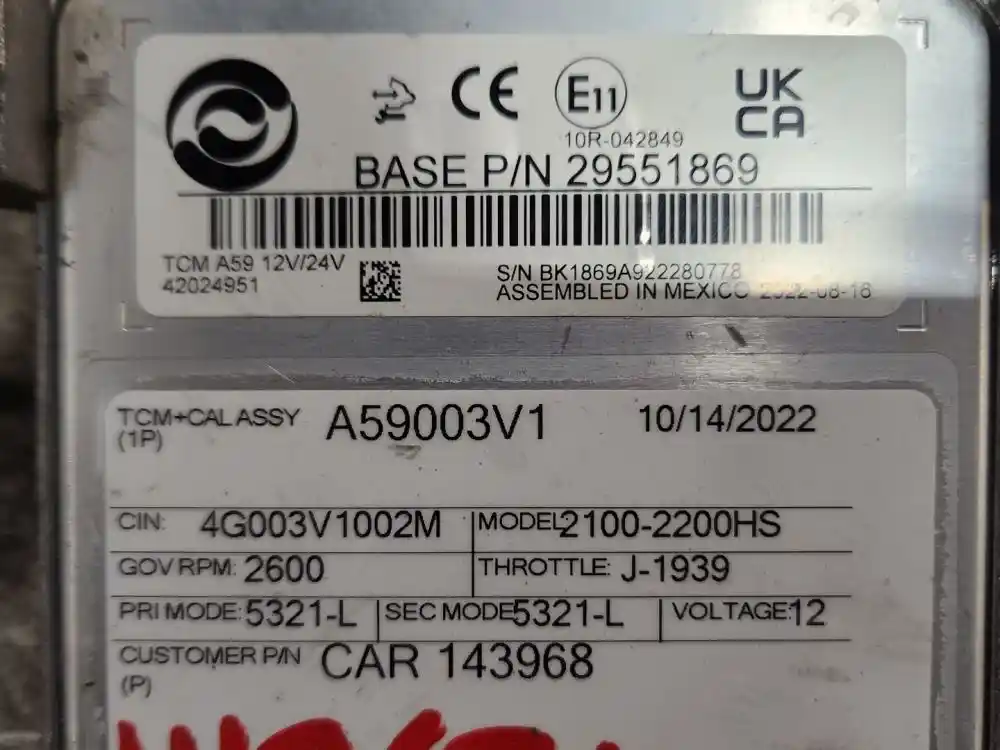 CE E11 UK
CA
10R-042849
BASE P/N 29551869
TCM A59 12V/24V
42024951
S/N BK1869A922280778
ASSEMBLED IN MEXICO 2022-08-16
TCM+CAL ASSY A59003V1 10/14/2022
(1P)
CIN: 4G003V1002M MODEL 2100-2200HS
GOV RPM: 2600 THROTTLE: J-1939
PRI MODE: 5321-L SEC MODE 5321-L VOLTAGE: 12
CUSTOMER P/N CAR 143968
(P)